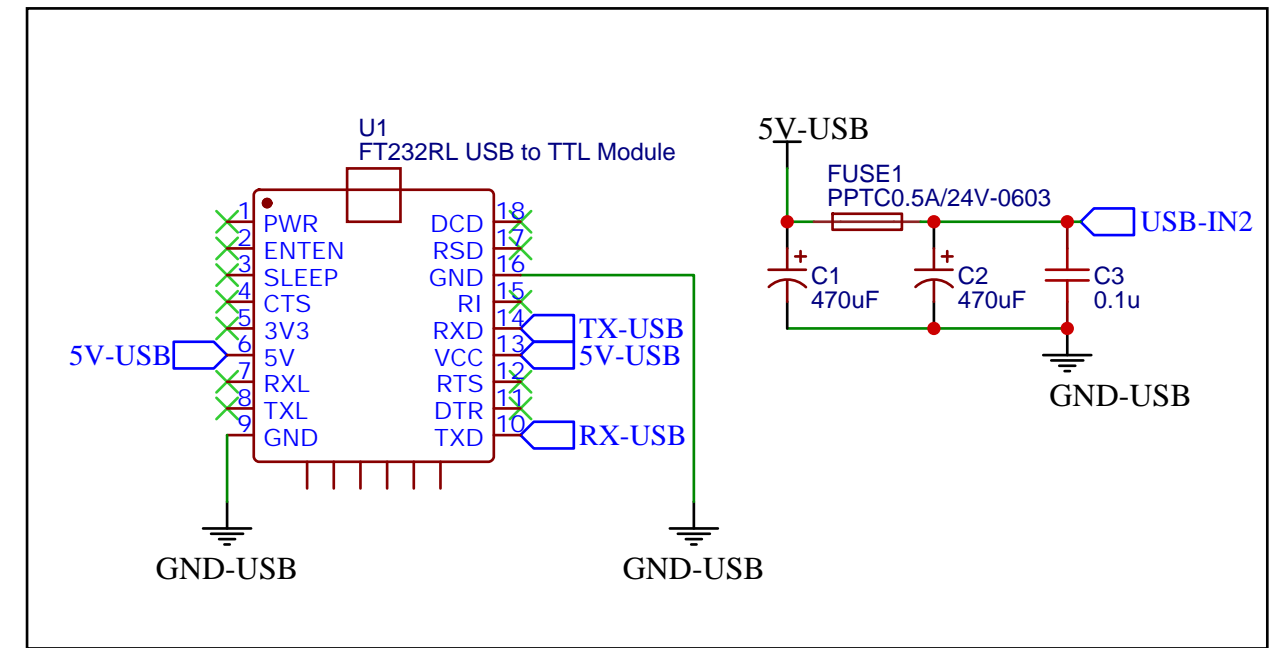 U1
FT232RL USB to TTL Module
1
PWR
2
ENTEN
3
SLEEP
4
CTS
5
3V3
5V-USB
6
5V
7
RXL
8
TXL
9
GND
18
DCD
17
RSD
16
GND
15
RI
14
RXD
TX-USB
13
VCC
5V-USB
12
RTS
11
DTR
10
TXD
RX-USB
GND-USB
GND-USB
5V-USB
FUSE1
PPTC0.5A/24V-0603
USB-IN2
+
C1
470uF
+
C2
470uF
C3
0.1u
GND-USB